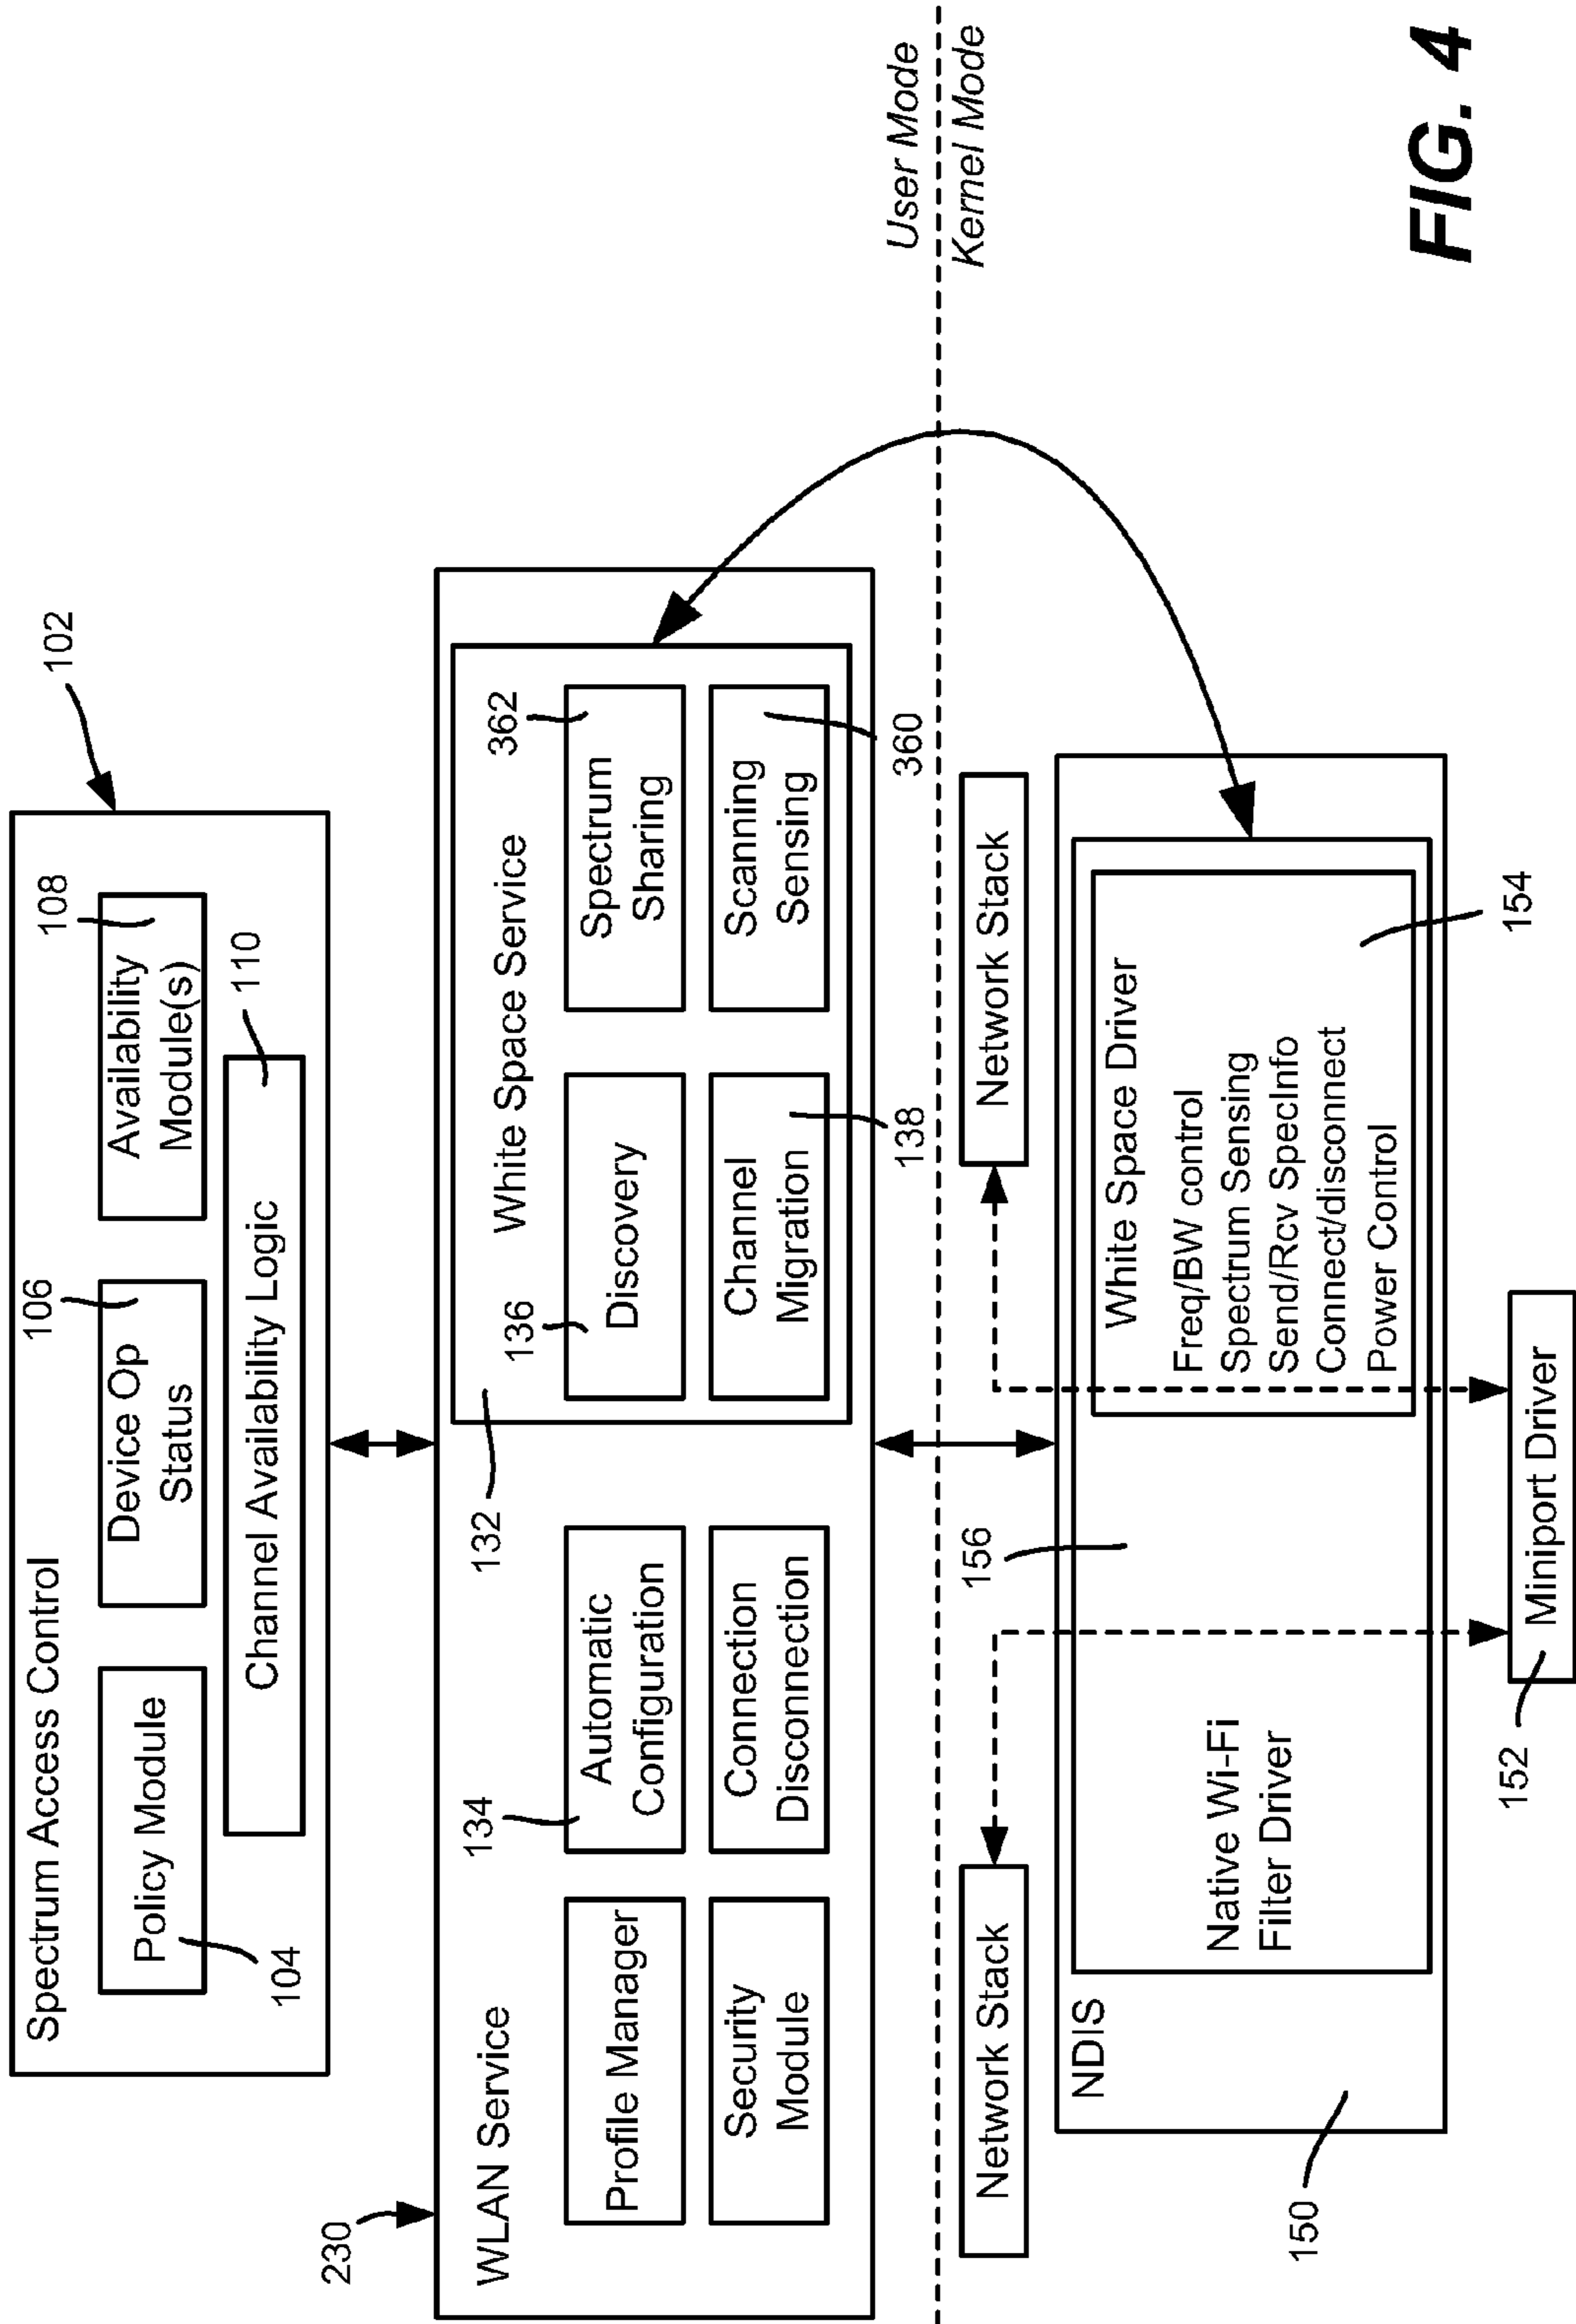 Spectrum Access Control
102
Policy Module
104
Device Op
Status
106
Availability
Module(s)
108
Channel Availability Logic
110
230
WLAN Service
Profile Manager
Security
Module
134
Automatic
Configuration
Connection
Disconnection
132
White Space Service
136
Discovery
Channel
Migration
138
362
Spectrum
Sharing
Scanning
Sensing
360
User Mode
Kernel Mode
Network Stack
Network Stack
NDIS
150
156
Native Wi-Fi
Filter Driver
White Space Driver
Freq/BW control
Spectrum Sensing
Send/Rcv SpecInfo
Connect/disconnect
Power Control
154
152
Miniport Driver
FIG. 4